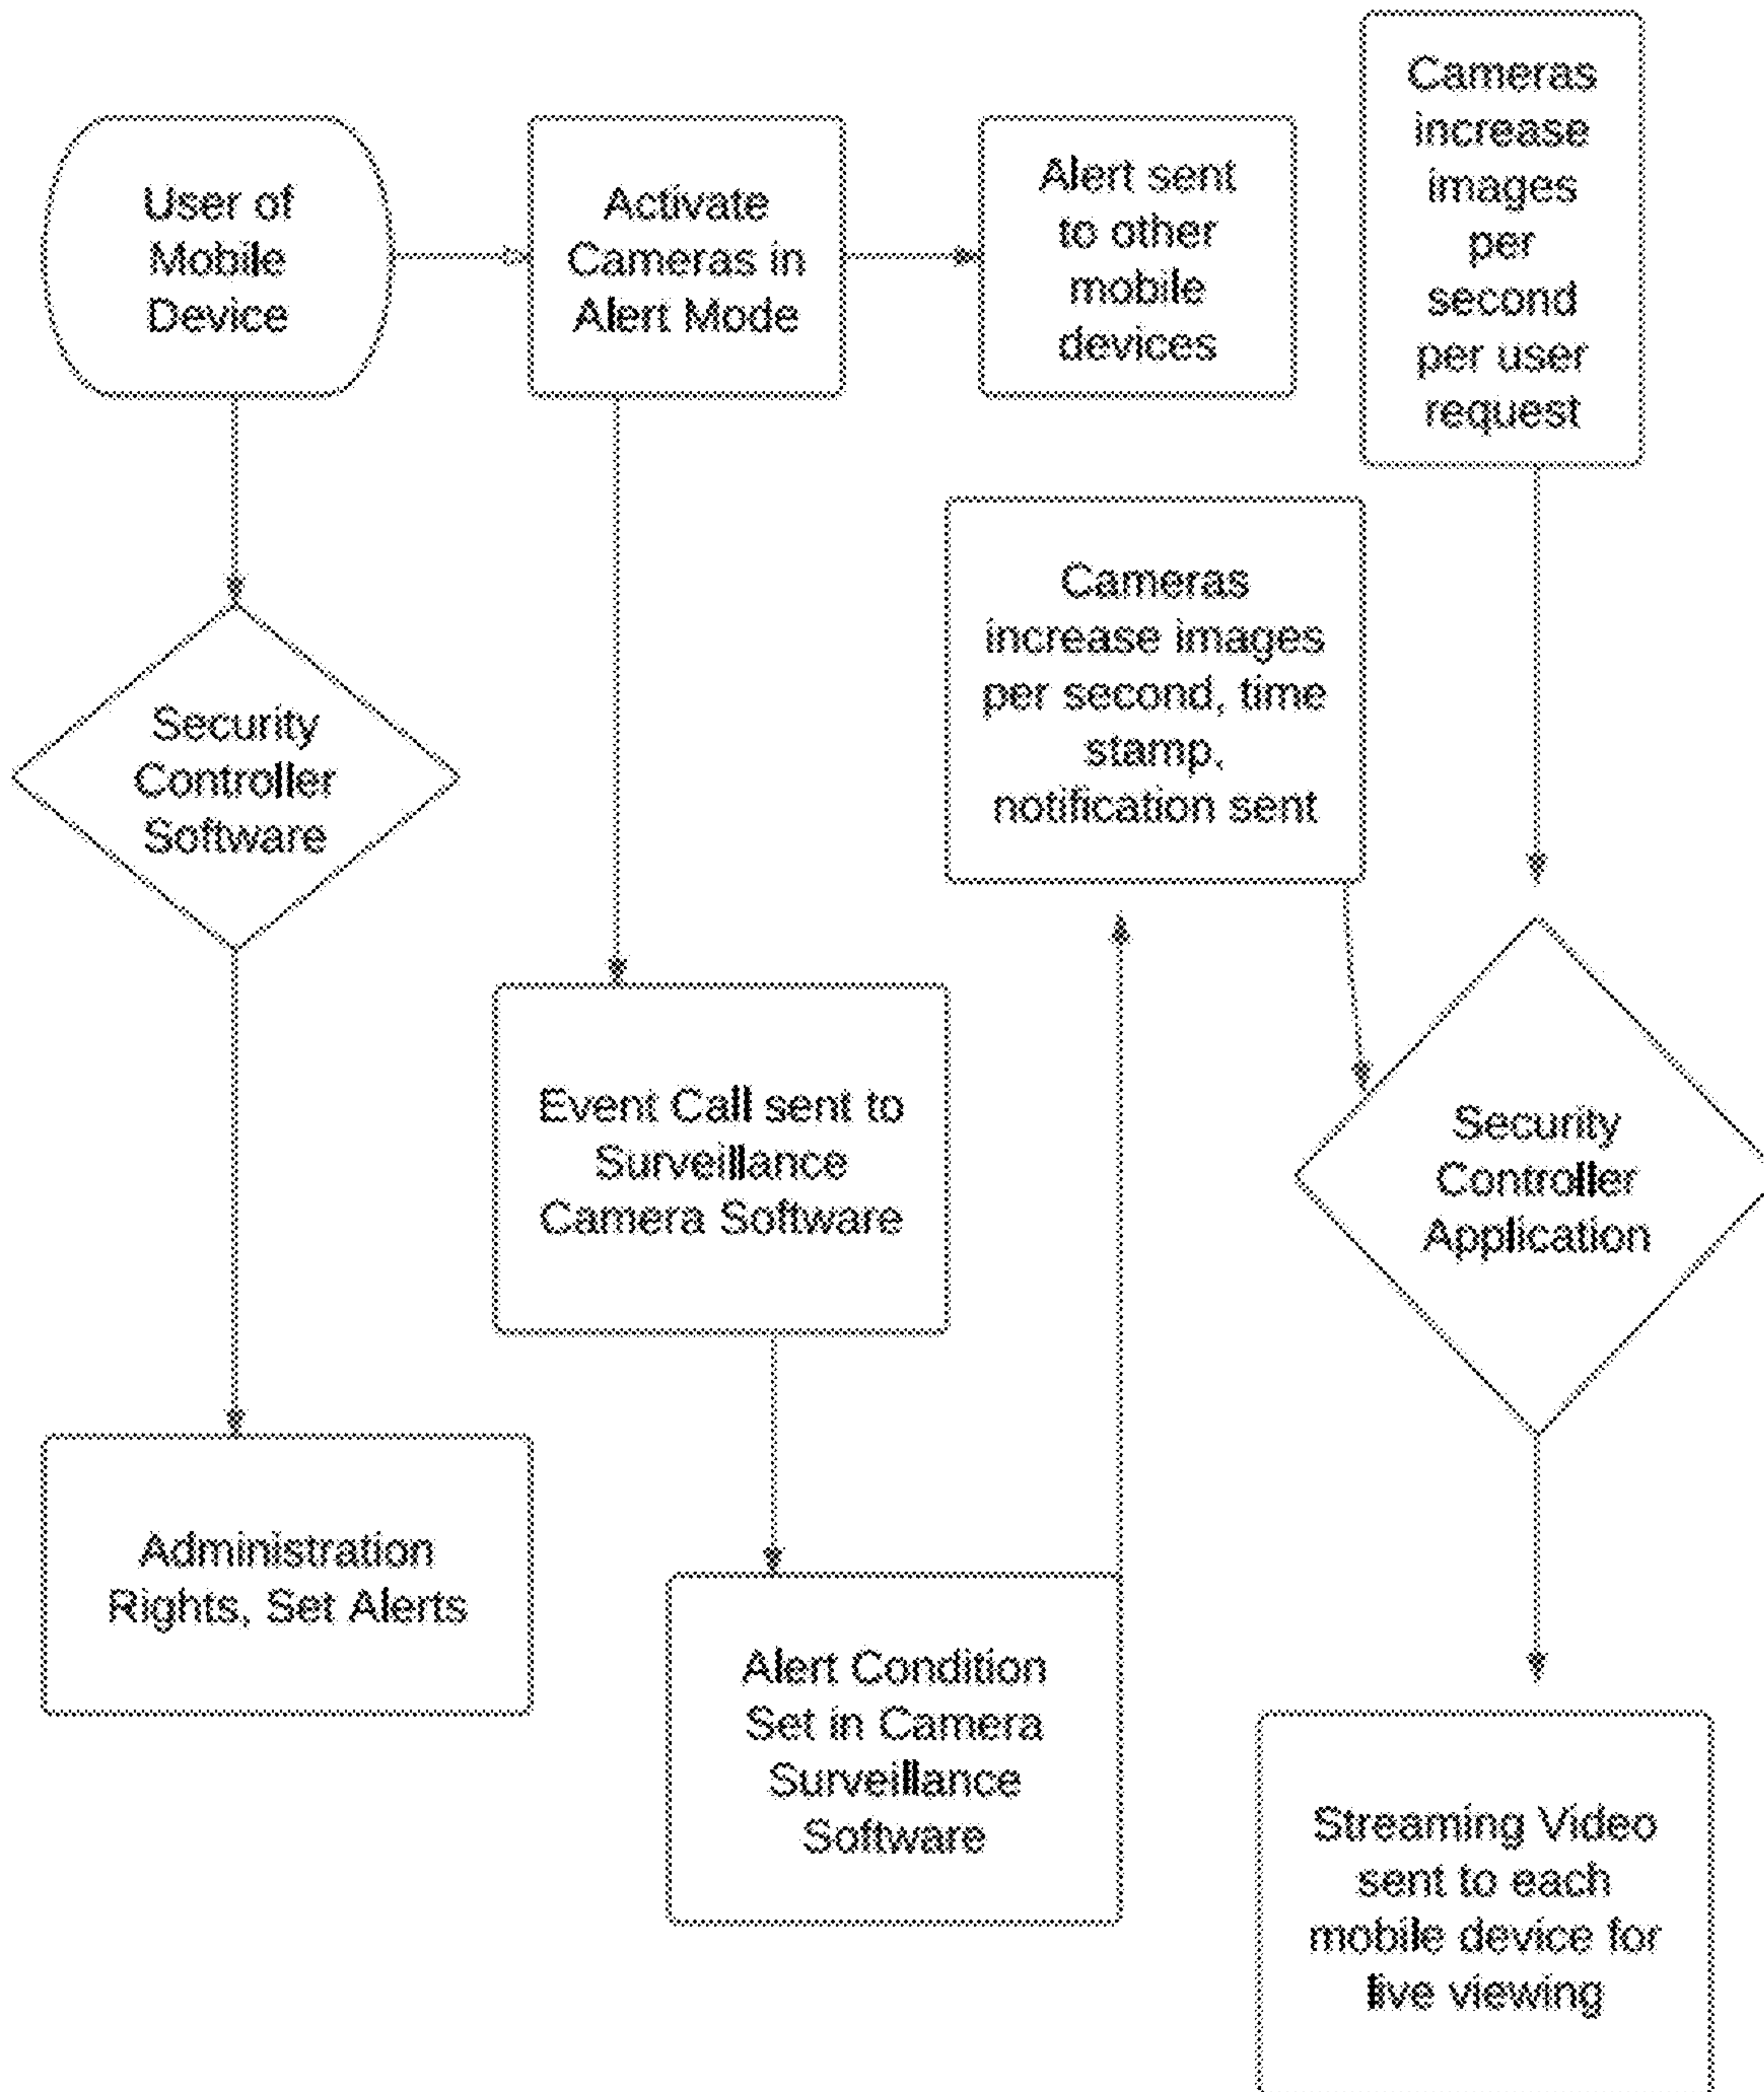 User of
Mobile
Device
Activate
Cameras in
Alert Mode
Alert sent
to other
mobile
devices
Cameras
increase
images
per
second
per user
request
Security
Controller
Software
Cameras
increase images
per second, time
stamp,
notification sent
Event Call sent to
Surveillance
Camera Software
Security
Controller
Application
Administration
Rights, Set Alerts
Alert Condition
Set in Camera
Surveillance
Software
Streaming Video
sent to each
mobile device for
live viewing